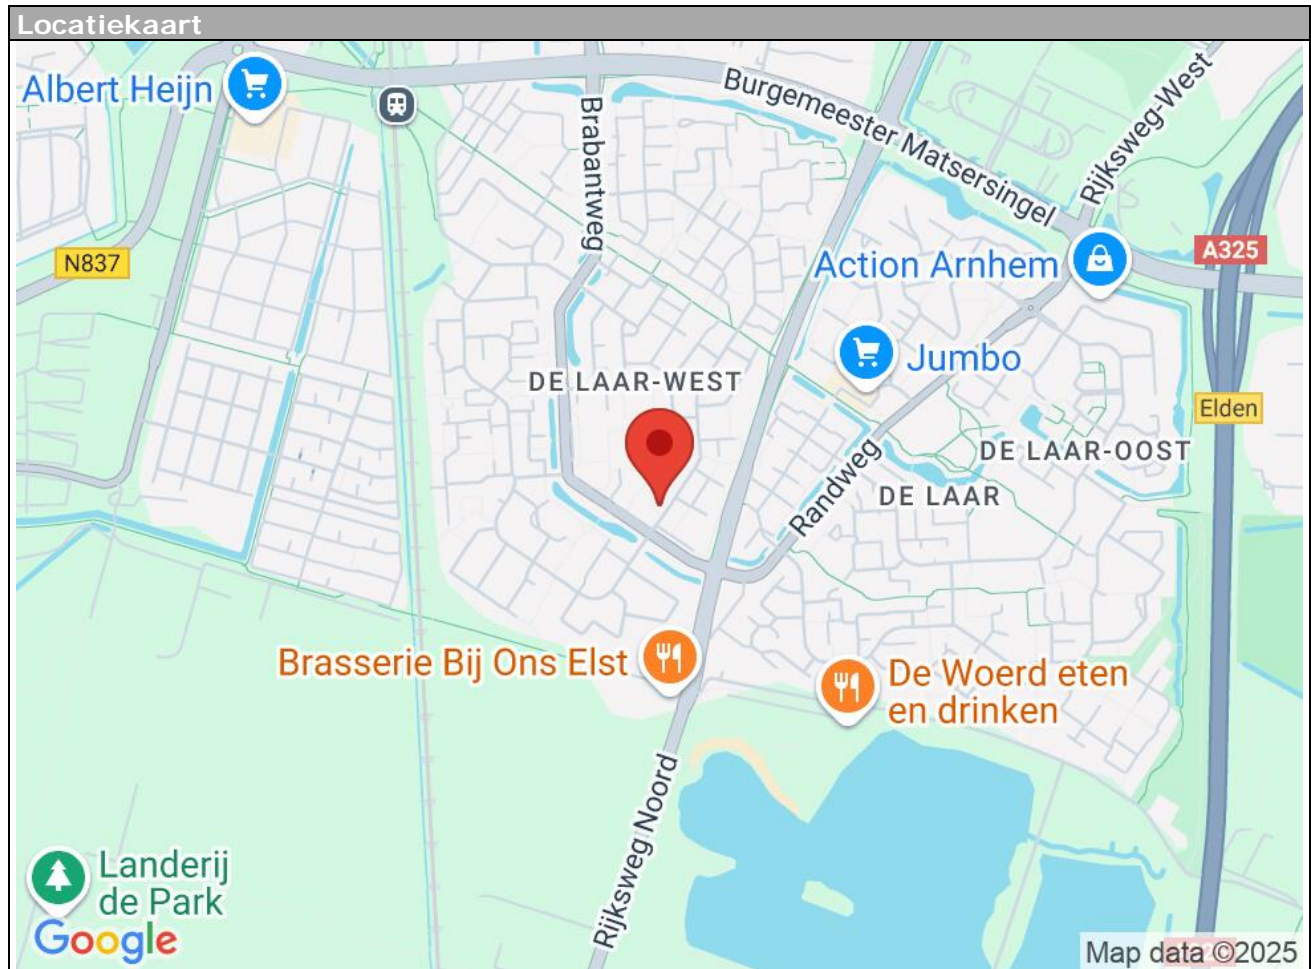 Locatiekaart
Albert Heijn
Brabantweg
Burgemeester Matsersingel
Rijksweg-West
N837
Action Arnhem
A325
Jumbo
DE LAAR-WEST
Elden
DE LAAR-OOST
Randweg
DE LAAR
Brasserie Bij Ons Elst
De Woerd eten
en drinken
Rijksweg Noord
Landerij
de Park
Google
Map data ©2025